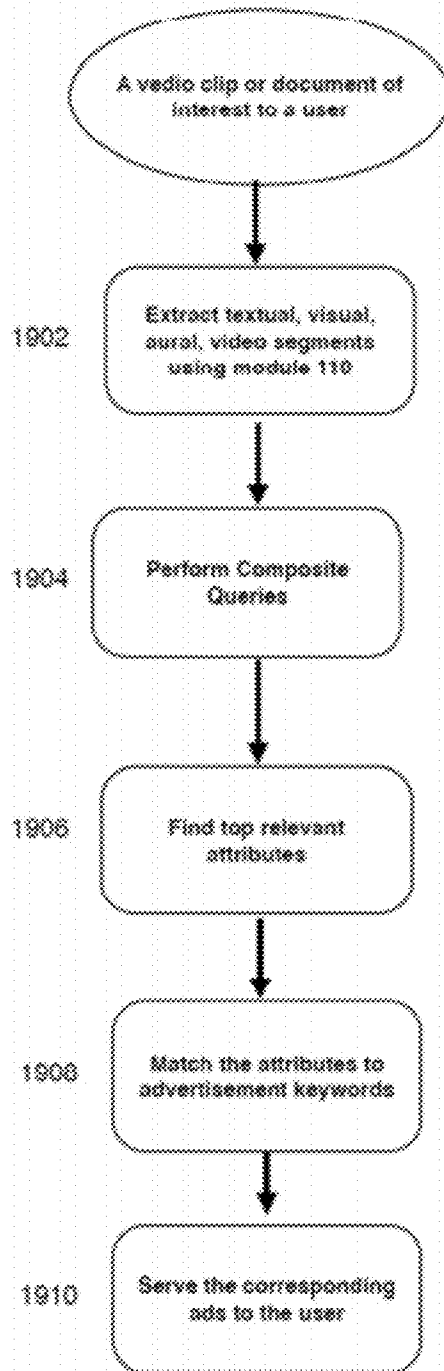 A vedio clip or document of
interest to a user
1902
Extract textual, visual,
aural, video segments
using module 110
1904
Perform Composite
Queries
1906
Find top relevant
attributes
1908
Match the attributes to
advertisement keywords
1910
Serve the corresponding
ads to the user